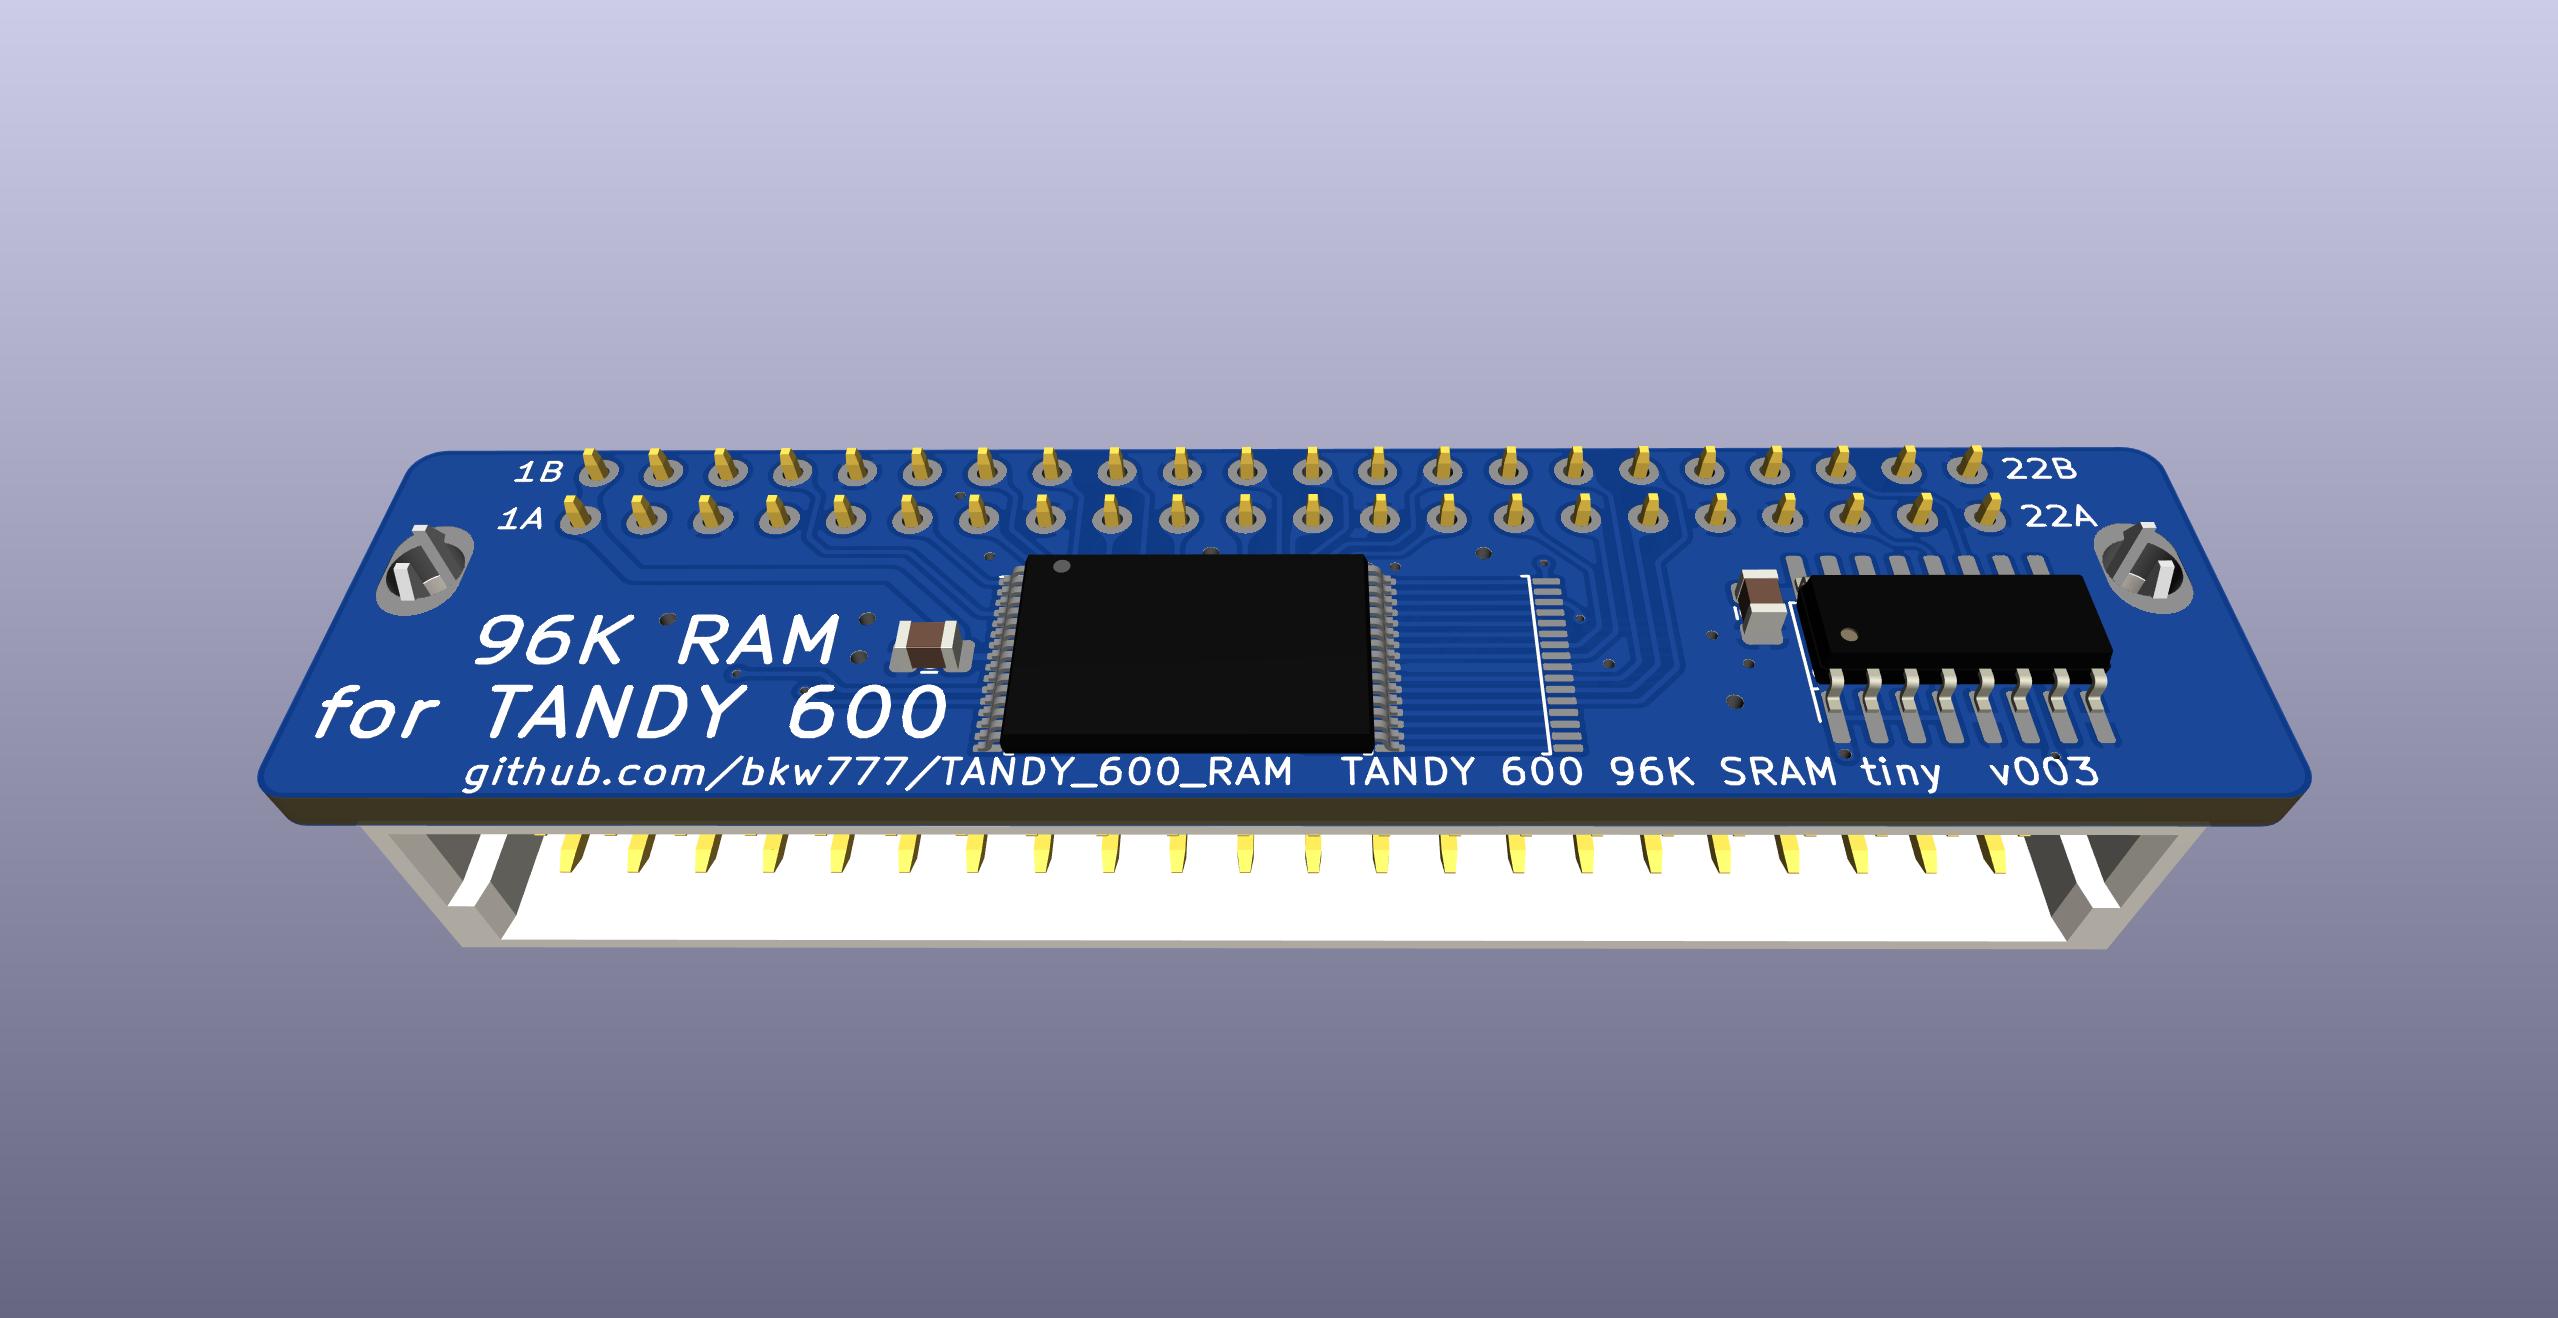 1B 22B
1A 22A
96K RAM
for TANDY 600
github.com/bkw777/TANDY_600_RAM TANDY 600 96K SRAM tiny v003